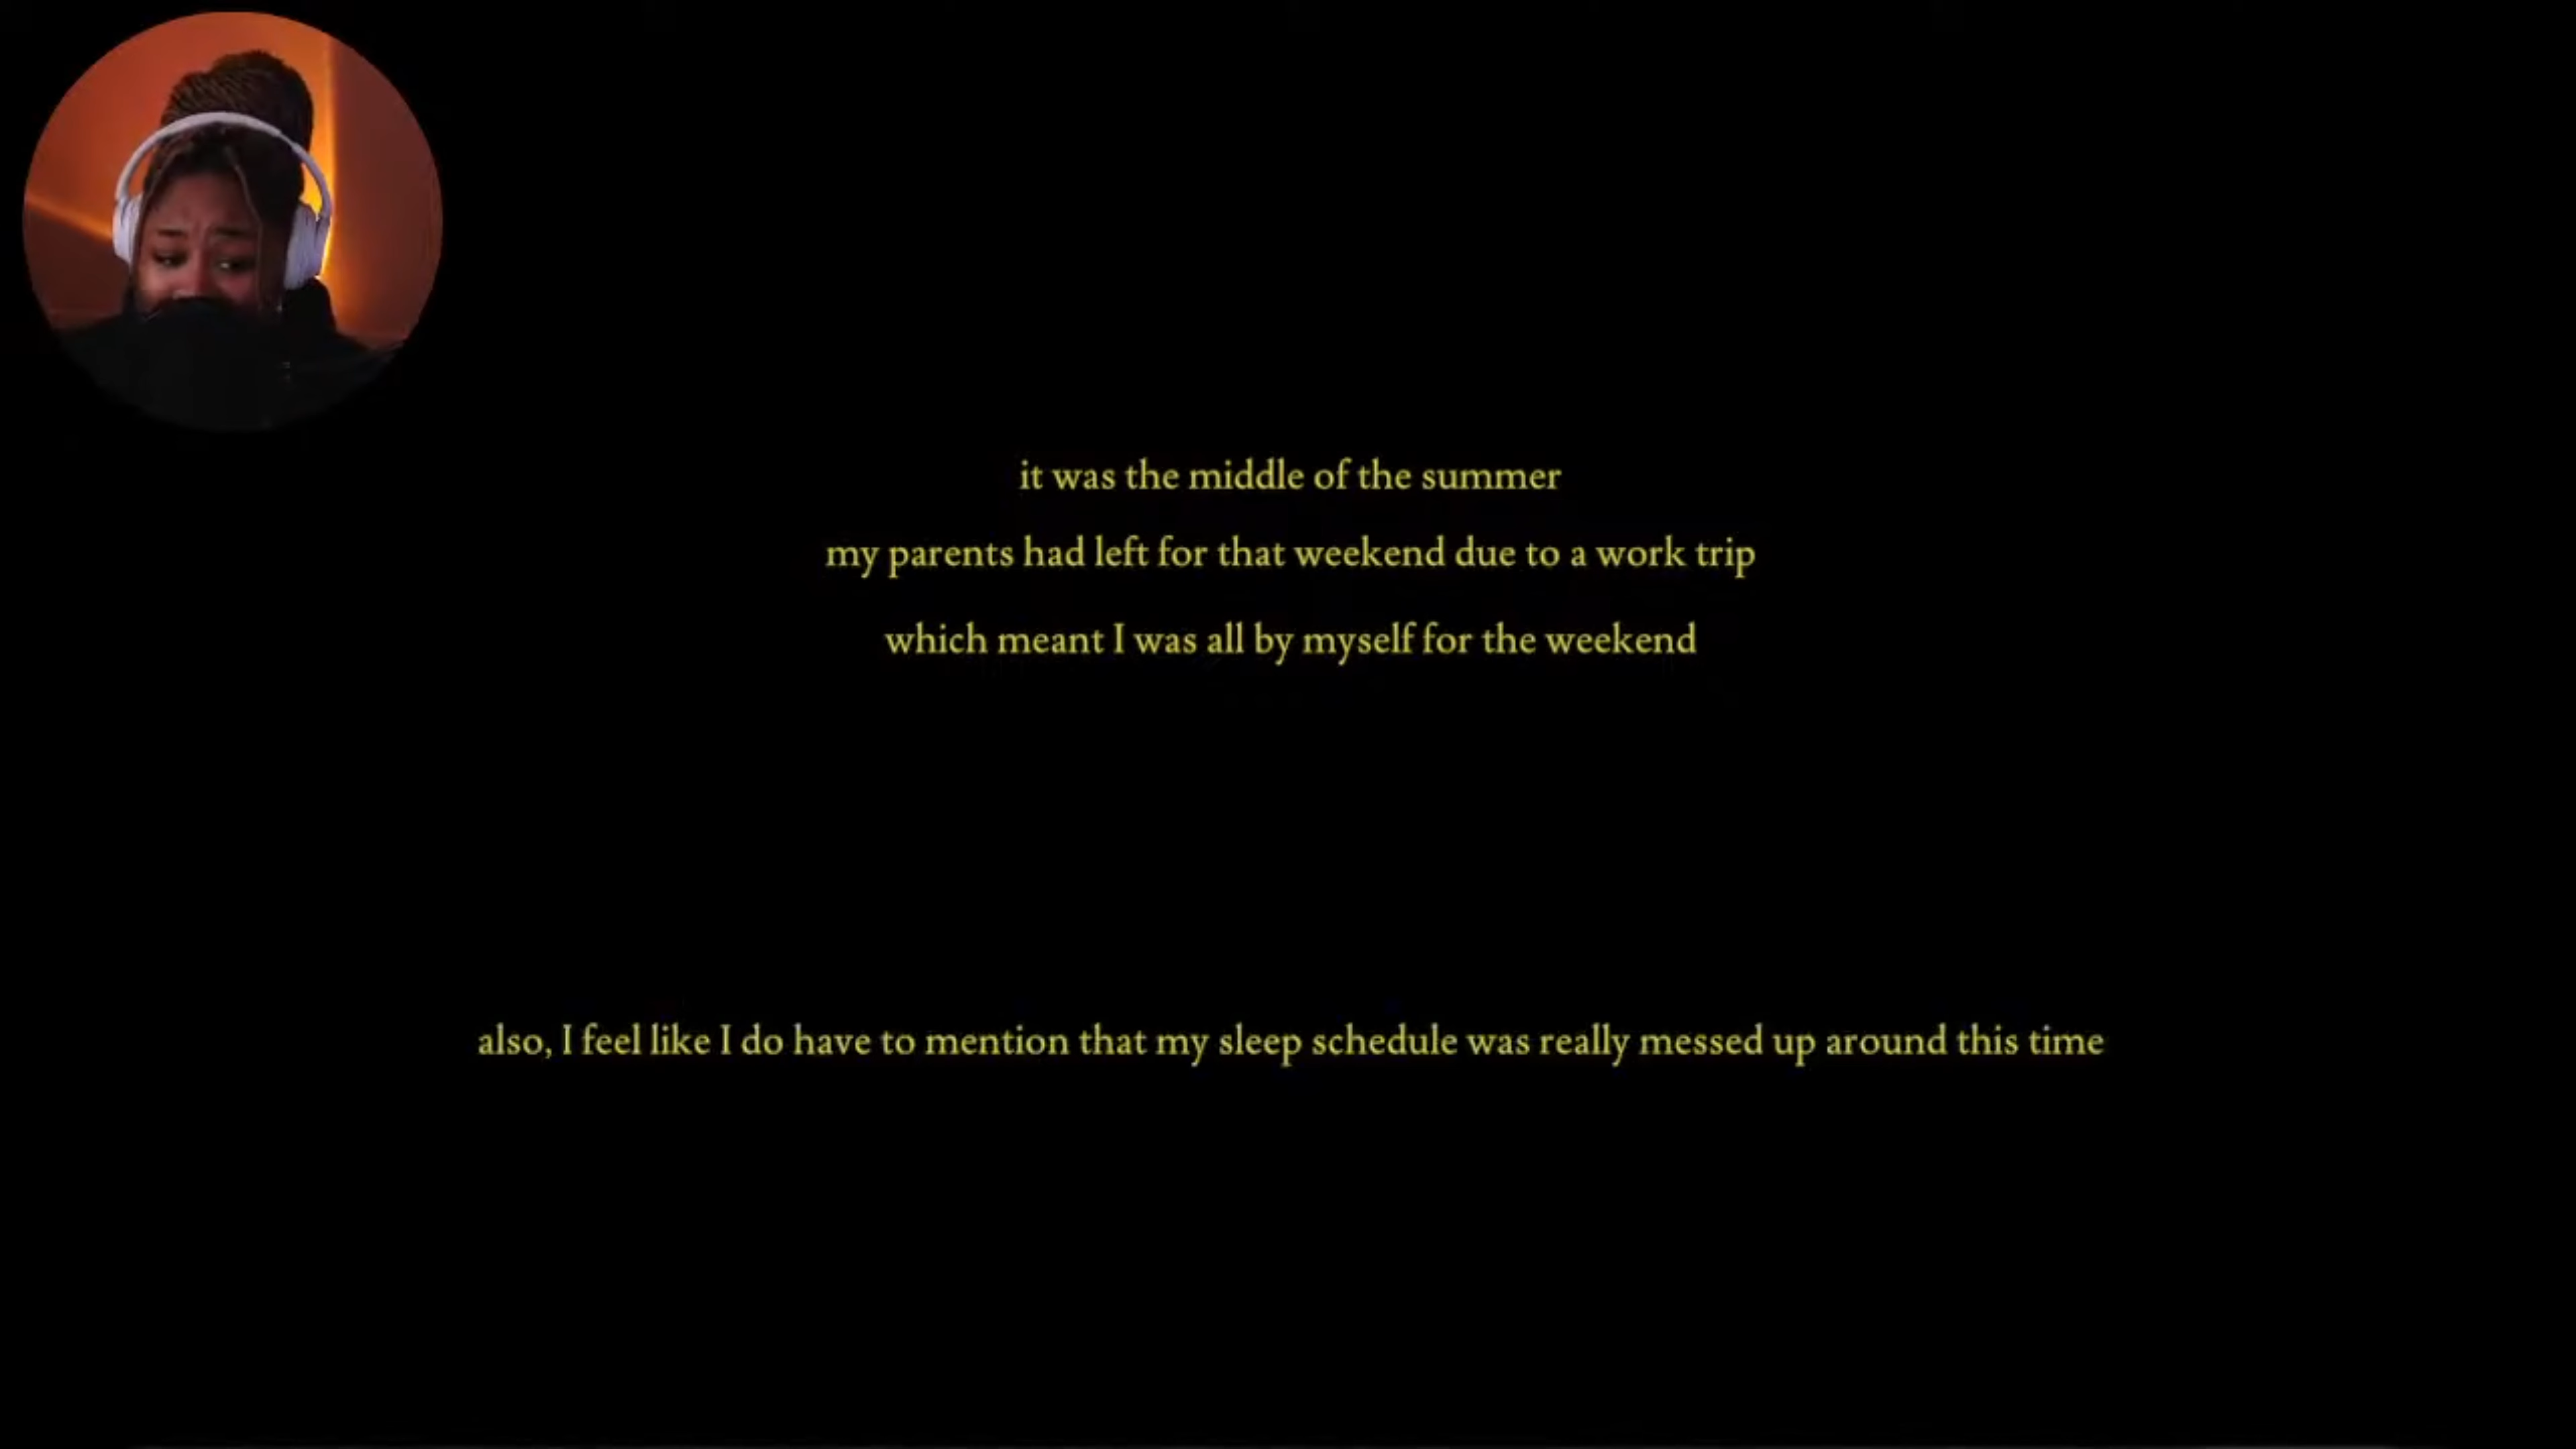 it was the middle of the summer
my parents had left for that weekend due to a work trip
which meant I was all by myself for the weekend
also, I feel like I do have to mention that my sleep schedule was really messed up around this time